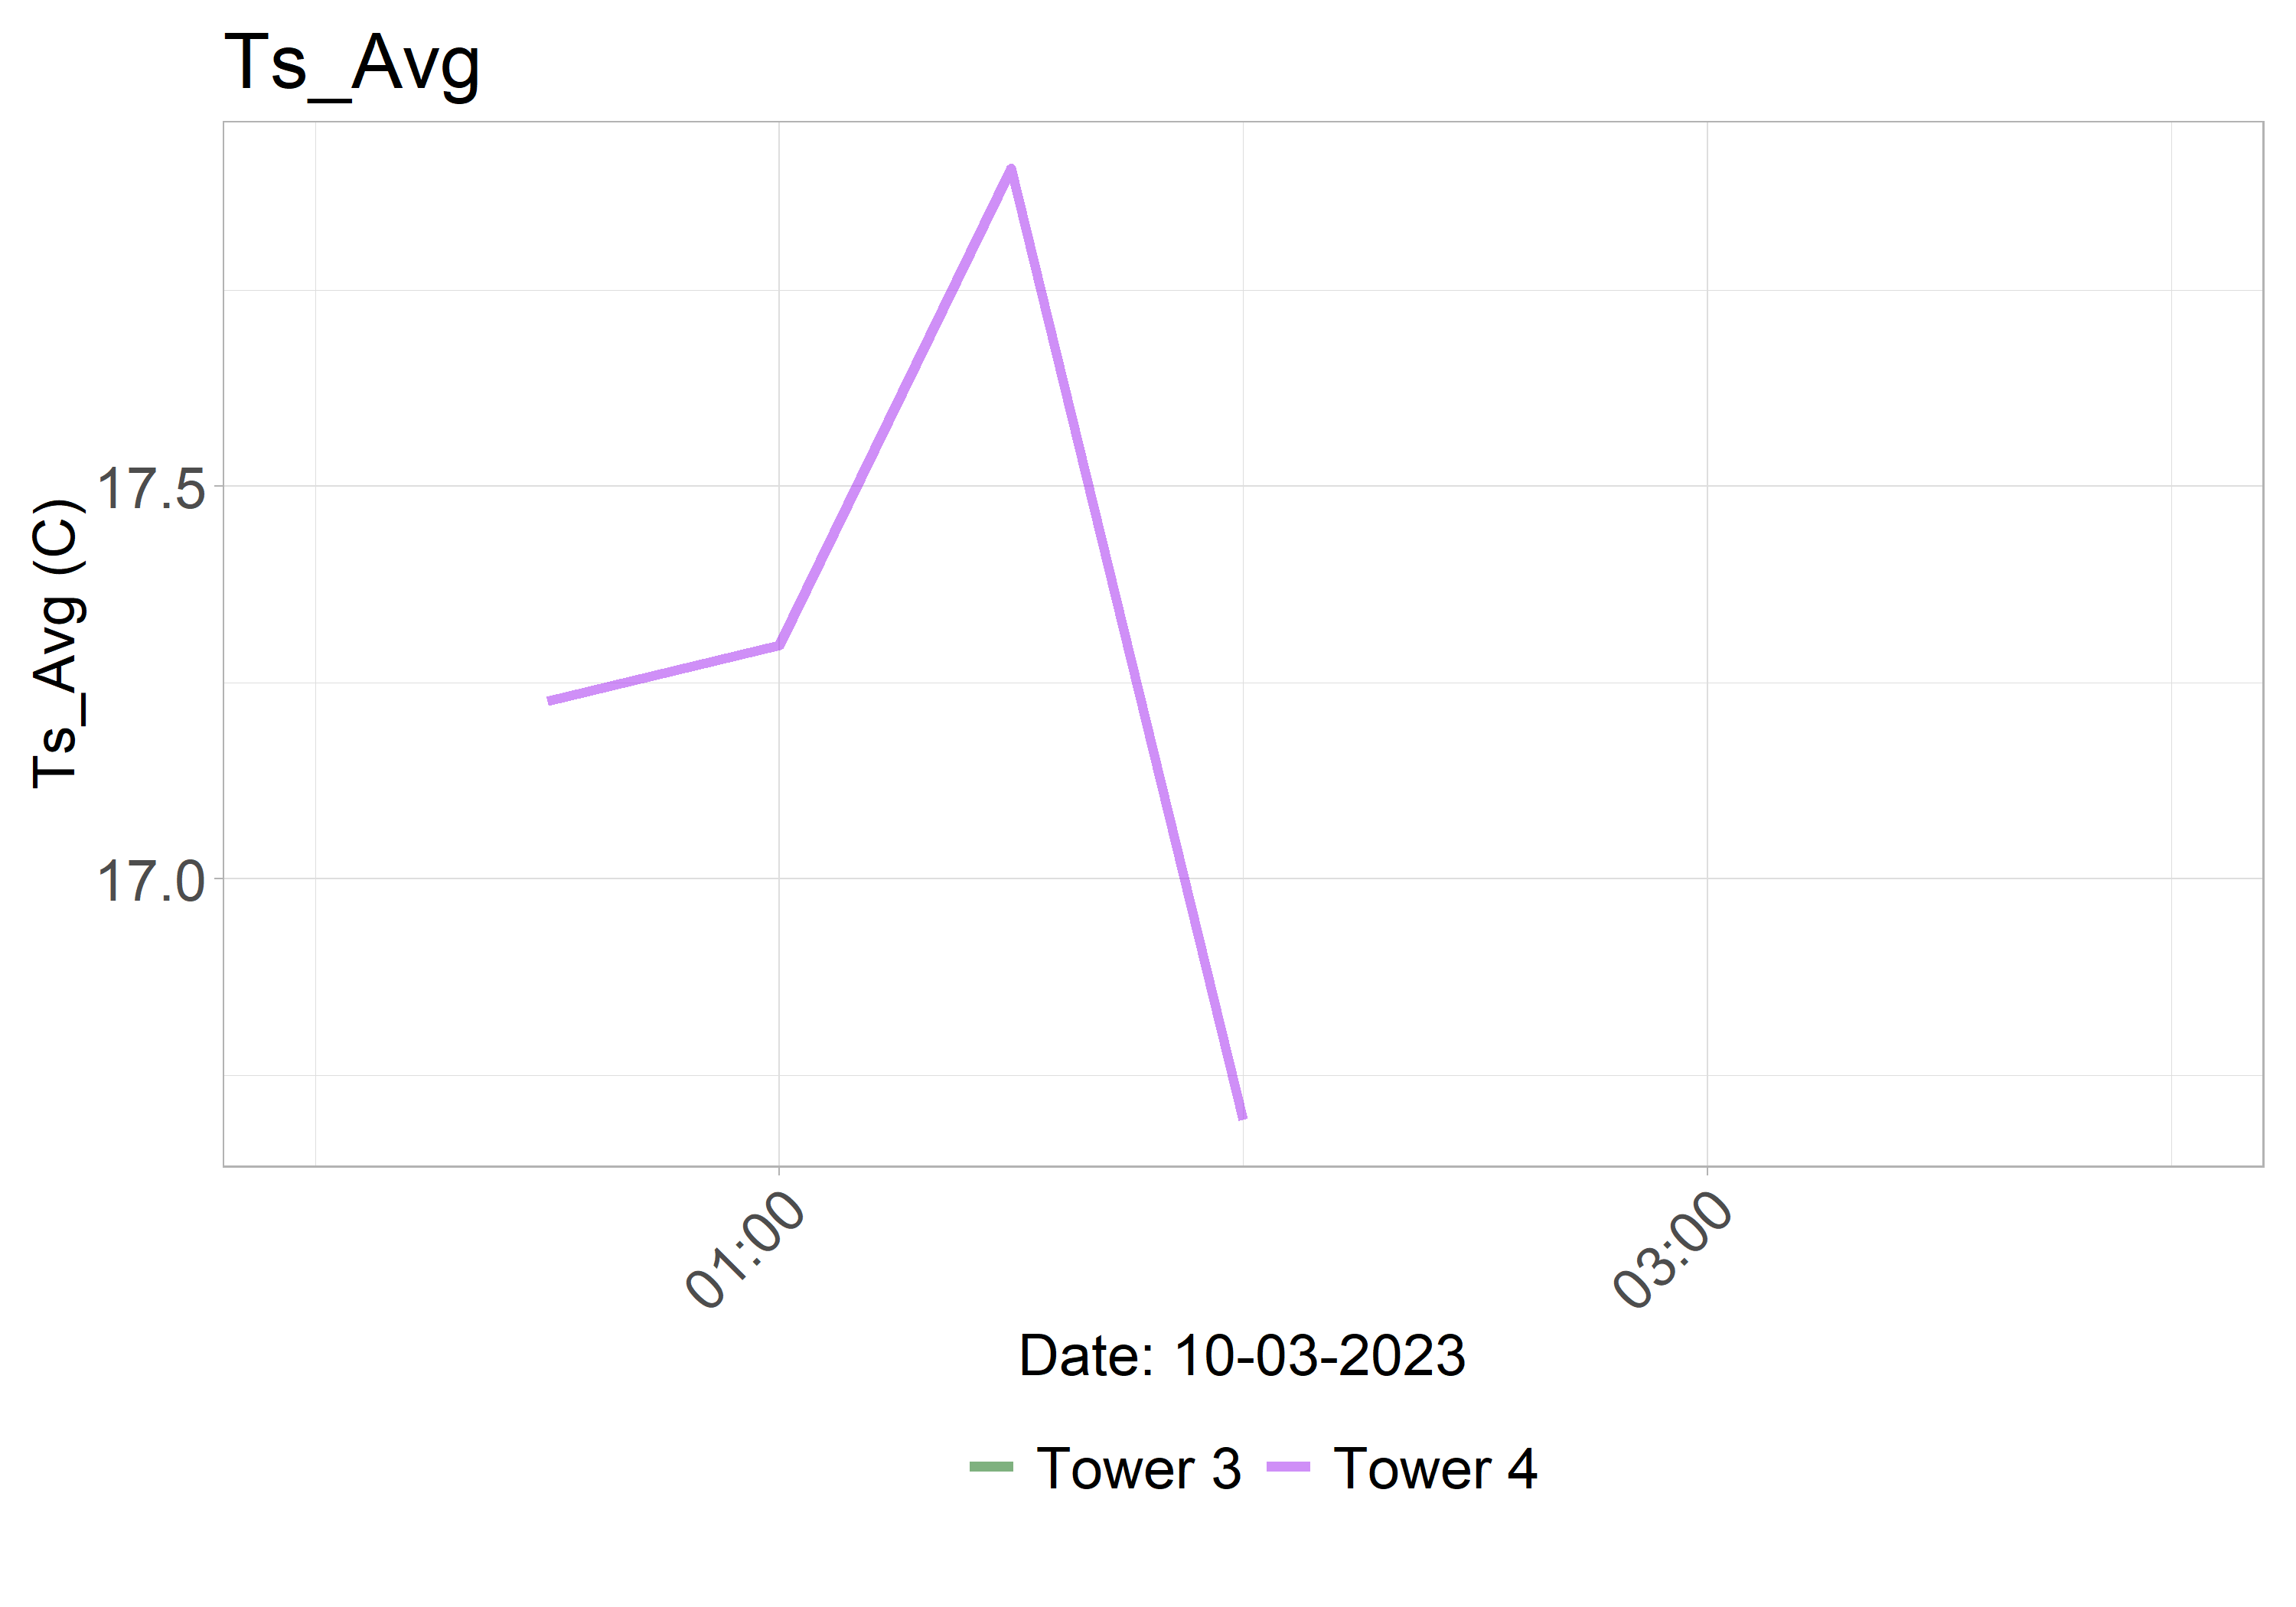 Ts_Avg
Ts_Avg (C)
17.5
17.0
01:00
03:00
Date: 10-03-2023
Tower 3
Tower 4